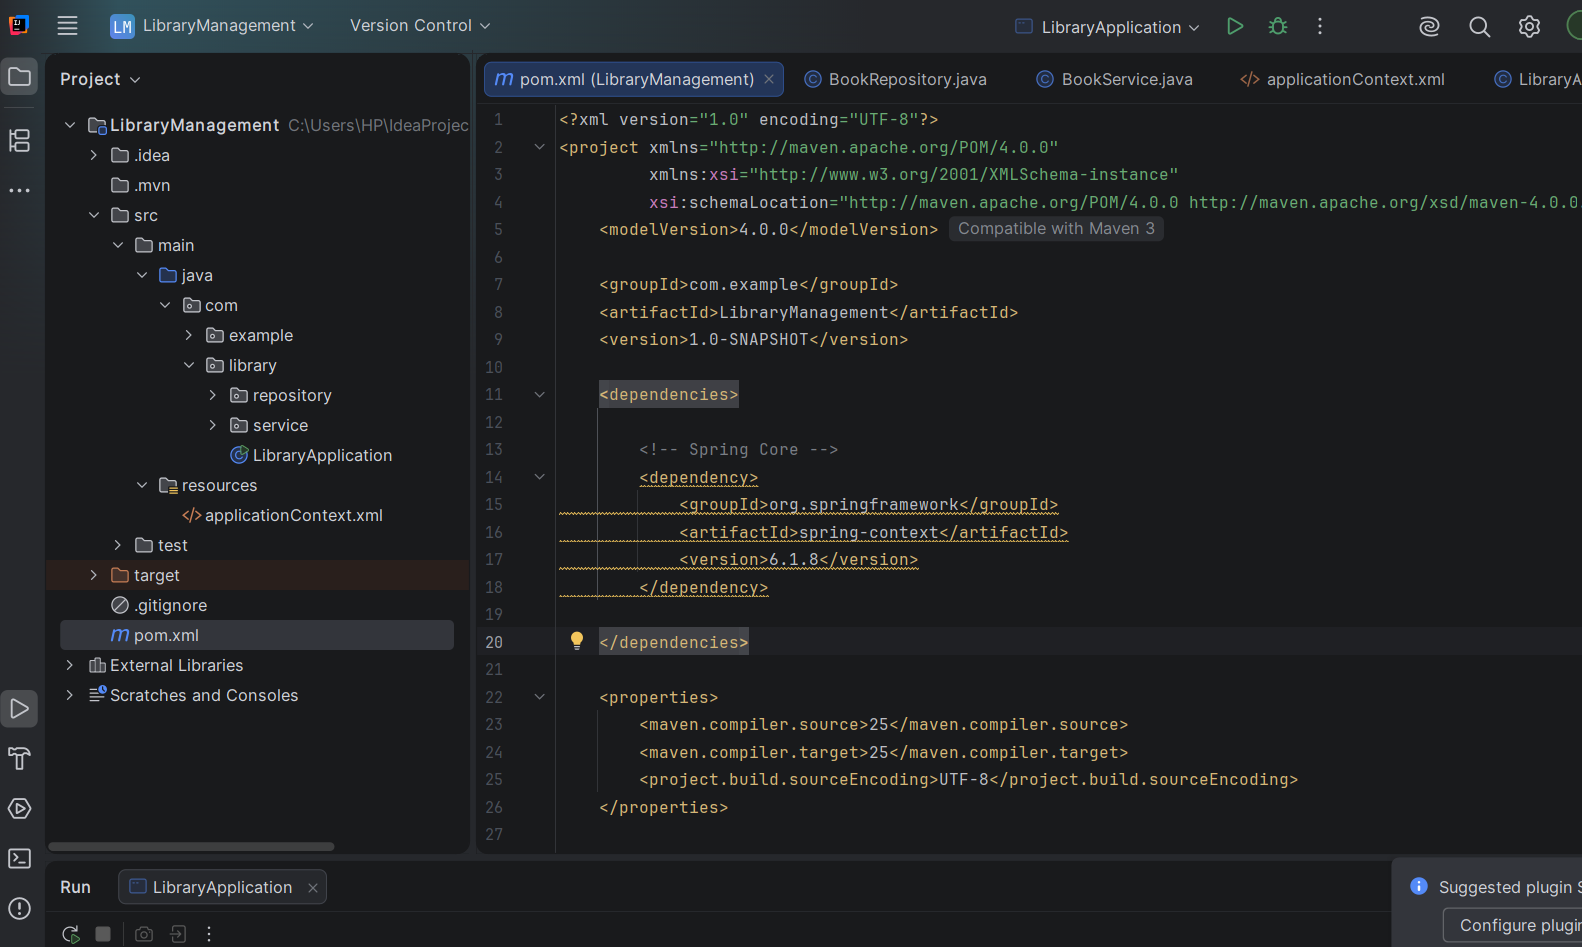 LM LibraryManagement Version Control LibraryApplication
Project
pom.xml (LibraryManagement) BookRepository.java BookService.java applicationContext.xml LibraryA
LibraryManagement C:\Users\HP\IdeaProjec
.idea
.mvn
src
main
java
com
example
library
repository
service
LibraryApplication
resources
applicationContext.xml
test
target
.gitignore
pom.xml
External Libraries
Scratches and Consoles
1 <?xml version="1.0" encoding="UTF-8"?>
2 <project xmlns="http://maven.apache.org/POM/4.0.0"
3 xmlns:xsi="http://www.w3.org/2001/XMLSchema-instance"
4 xsi:schemaLocation="http://maven.apache.org/POM/4.0.0 http://maven.apache.org/xsd/maven-4.0.0.
5 <modelVersion>4.0.0</modelVersion> Compatible with Maven 3
6
7 <groupId>com.example</groupId>
8 <artifactId>LibraryManagement</artifactId>
9 <version>1.0-SNAPSHOT</version>
10
11 <dependencies>
12
13 <!-- Spring Core -->
14 <dependency>
15 <groupId>org.springframework</groupId>
16 <artifactId>spring-context</artifactId>
17 <version>6.1.8</version>
18 </dependency>
19
20 </dependencies>
21
22 <properties>
23 <maven.compiler.source>25</maven.compiler.source>
24 <maven.compiler.target>25</maven.compiler.target>
25 <project.build.sourceEncoding>UTF-8</project.build.sourceEncoding>
26 </properties>
27
Run LibraryApplication
Suggested plugin S
Configure plugin